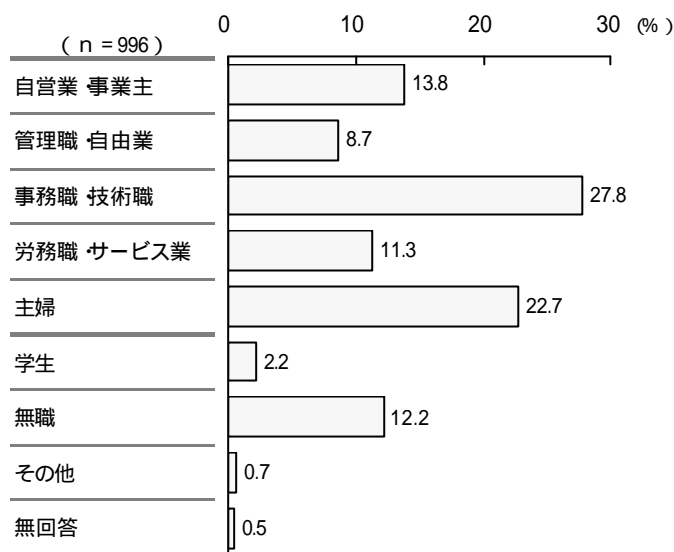 0 10 20 30 (%)
(n=996)
自営業・事業主 13.8
管理職・自由業 8.7
事務職・技術職 27.8
労務職・サービス業 11.3
主婦 22.7
学生 2.2
無職 12.2
その他 0.7
無回答 0.5